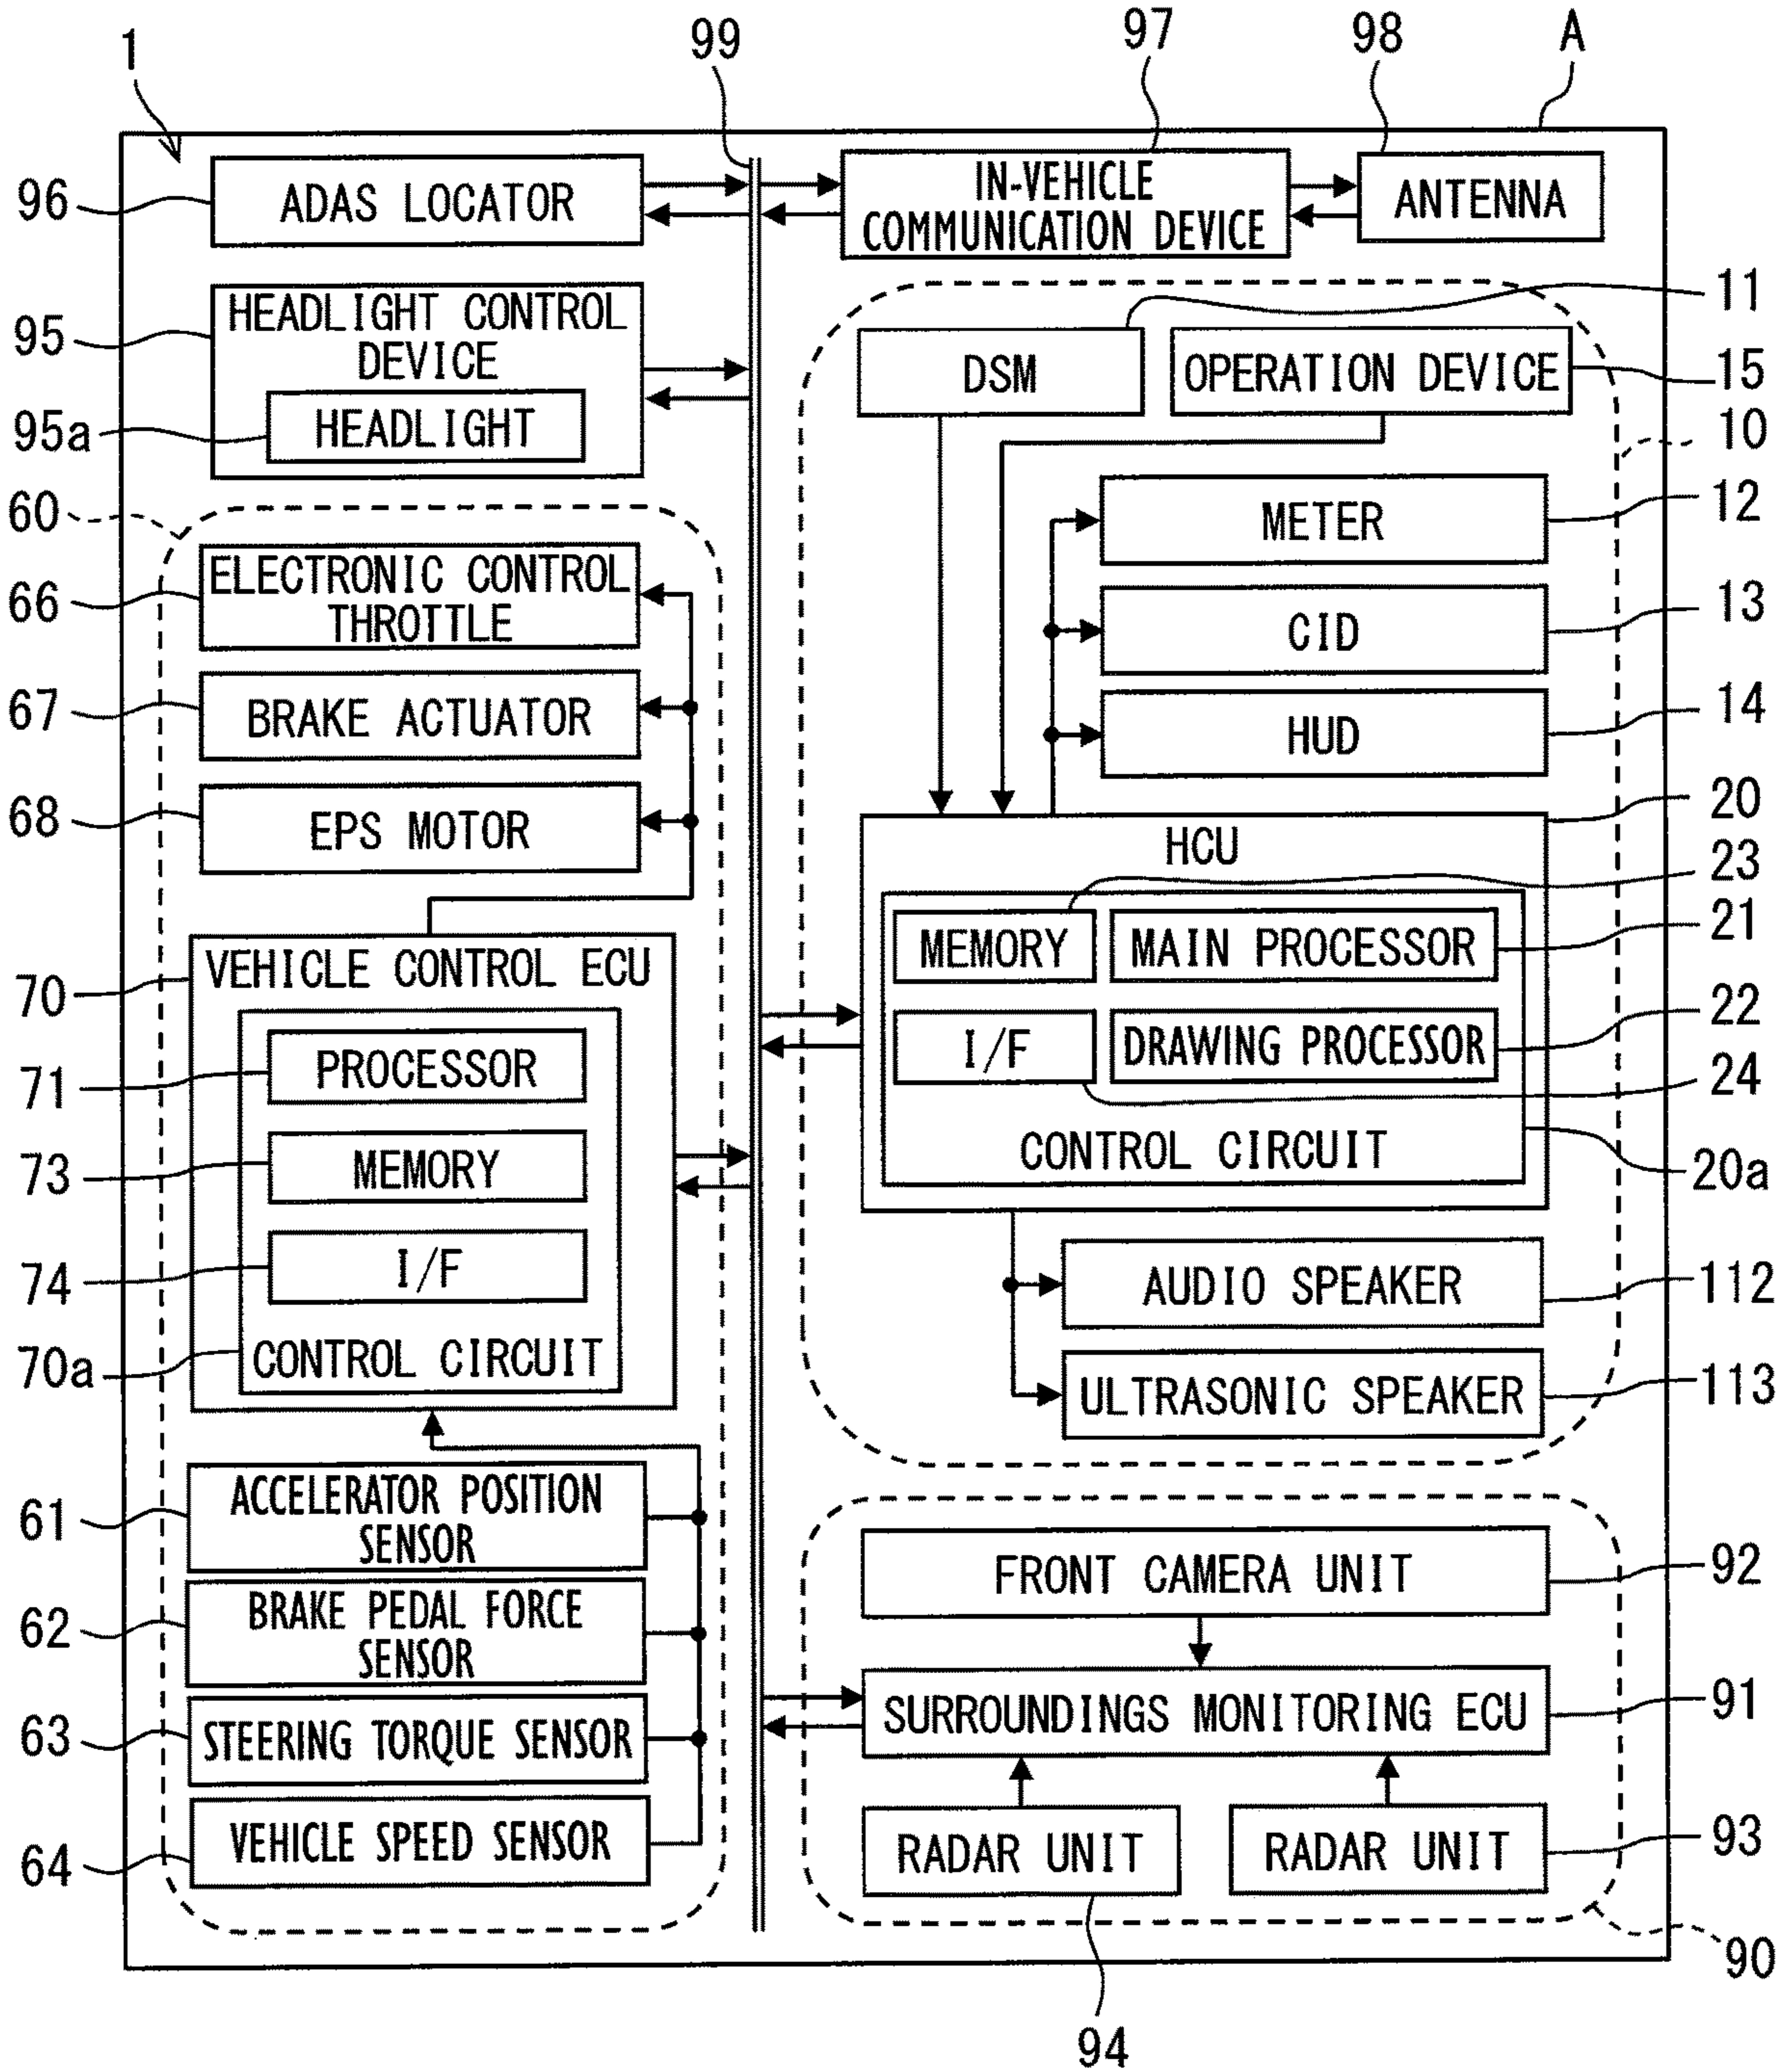 1
99
97
98
A
96
ADAS LOCATOR
IN-VEHICLE
COMMUNICATION DEVICE
ANTENNA
95
HEADLIGHT CONTROL
DEVICE
95a
HEADLIGHT
11
DSM
OPERATION DEVICE
15
10
METER
12
CID
13
HUD
14
60
66
ELECTRONIC CONTROL
THROTTLE
67
BRAKE ACTUATOR
68
EPS MOTOR
20
HCU
23
MEMORY
MAIN PROCESSOR
21
I/F
DRAWING PROCESSOR
22
24
CONTROL CIRCUIT
20a
70
VEHICLE CONTROL ECU
71
PROCESSOR
73
MEMORY
74
I/F
70a
CONTROL CIRCUIT
AUDIO SPEAKER
112
ULTRASONIC SPEAKER
113
61
ACCELERATOR POSITION
SENSOR
62
BRAKE PEDAL FORCE
SENSOR
63
STEERING TORQUE SENSOR
64
VEHICLE SPEED SENSOR
FRONT CAMERA UNIT
92
SURROUNDINGS MONITORING ECU
91
RADAR UNIT
RADAR UNIT
93
90
94